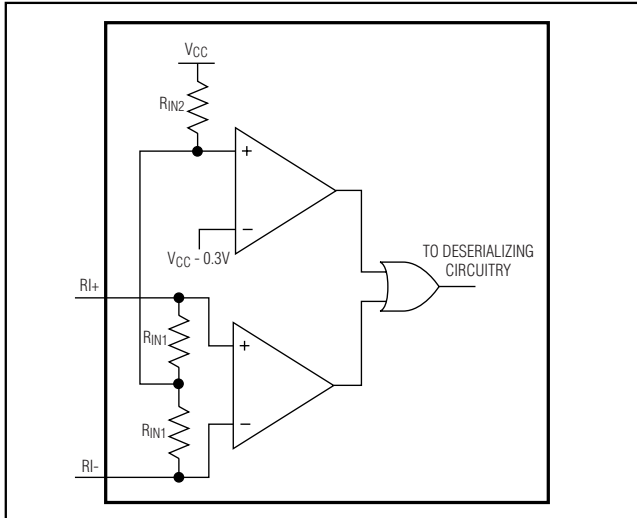 VCC
RIN2
+
−
VCC - 0.3V
TO DESERIALIZING
CIRCUITRY
RI+
RIN1
+
RIN1
−
RI-